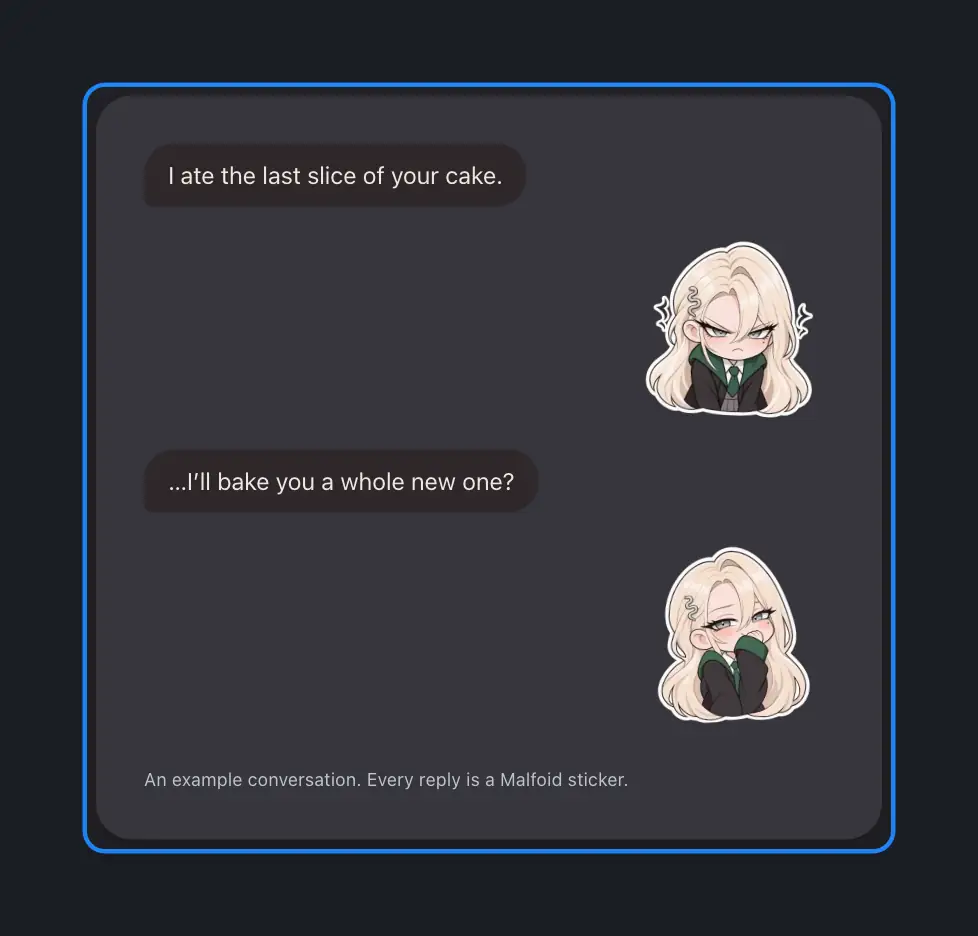 I ate the last slice of your cake.
...I'll bake you a whole new one?
An example conversation. Every reply is a Malfoid sticker.